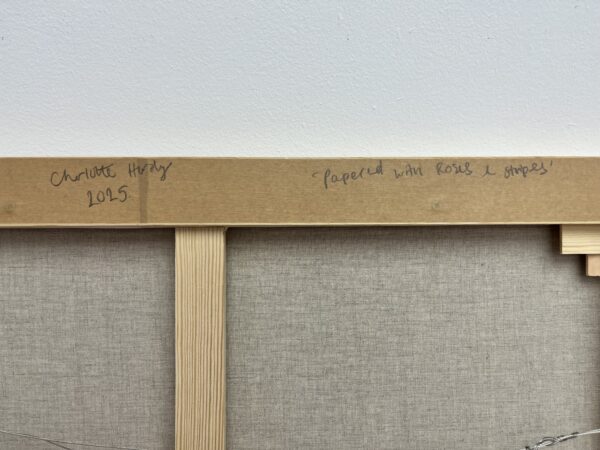 Charlotte Hardy
2025
'Papered with Roses & stripes'